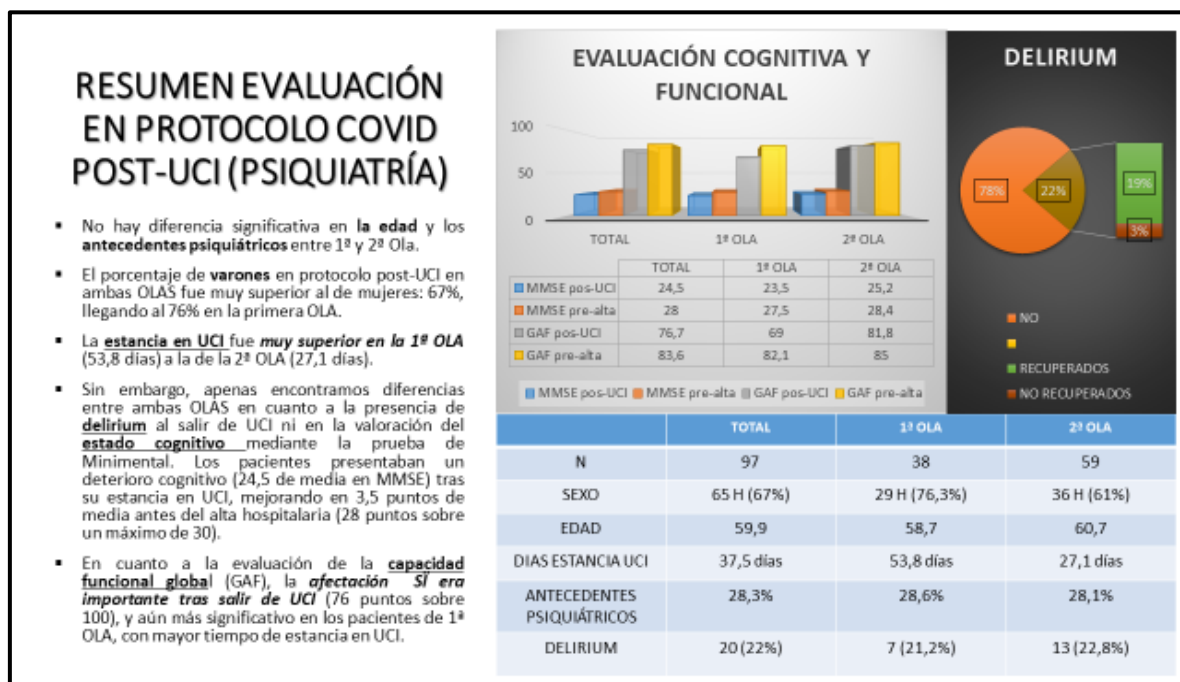 RESUMEN EVALUACIÓN
EN PROTOCOLO COVID
POST-UCI (PSIQUIATRÍA)
▪ No hay diferencia significativa en la edad y los
antecedentes psiquiátricos entre 1ª y 2ª Ola.
▪ El porcentaje de varones en protocolo post-UCI en
ambas OLAS fue muy superior al de mujeres: 67%,
llegando al 76% en la primera OLA.
▪ La estancia en UCI fue muy superior en la 1ª OLA
(53,8 días) a la de la 2ª OLA (27,1 días).
▪ Sin embargo, apenas encontramos diferencias
entre ambas OLAS en cuanto a la presencia de
delirium al salir de UCI ni en la valoración del
estado cognitivo mediante la prueba de
Minimental. Los pacientes presentaban un
deterioro cognitivo (24,5 de media en MMSE) tras
su estancia en UCI, mejorando en 3,5 puntos de
media antes del alta hospitalaria (28 puntos sobre
un máximo de 30).
▪ En cuanto a la evaluación de la capacidad
funcional global (GAF), la afectación SÍ era
importante tras salir de UCI (76 puntos sobre
100), y aún más significativo en los pacientes de 1ª
OLA, con mayor tiempo de estancia en UCI.
EVALUACIÓN COGNITIVA Y
FUNCIONAL
100
50
0
TOTAL 1ª OLA 2ª OLA
TOTAL 1ª OLA 2ª OLA
MMSE pos-UCI 24,5 23,5 25,2
MMSE pre-alta 28 27,5 28,4
GAF pos-UCI 76,7 69 81,8
GAF pre-alta 83,6 82,1 85
MMSE pos-UCI MMSE pre-alta GAF pos-UCI GAF pre-alta
DELIRIUM
78% 22% 19%
3%
NO
RECUPERADOS
NO RECUPERADOS
TOTAL 1ª OLA 2ª OLA
N 97 38 59
SEXO 65 H (67%) 29 H (76,3%) 36 H (61%)
EDAD 59,9 58,7 60,7
DIAS ESTANCIA UCI 37,5 días 53,8 días 27,1 días
ANTECEDENTES
PSIQUIÁTRICOS 28,3% 28,6% 28,1%
DELIRIUM 20 (22%) 7 (21,2%) 13 (22,8%)